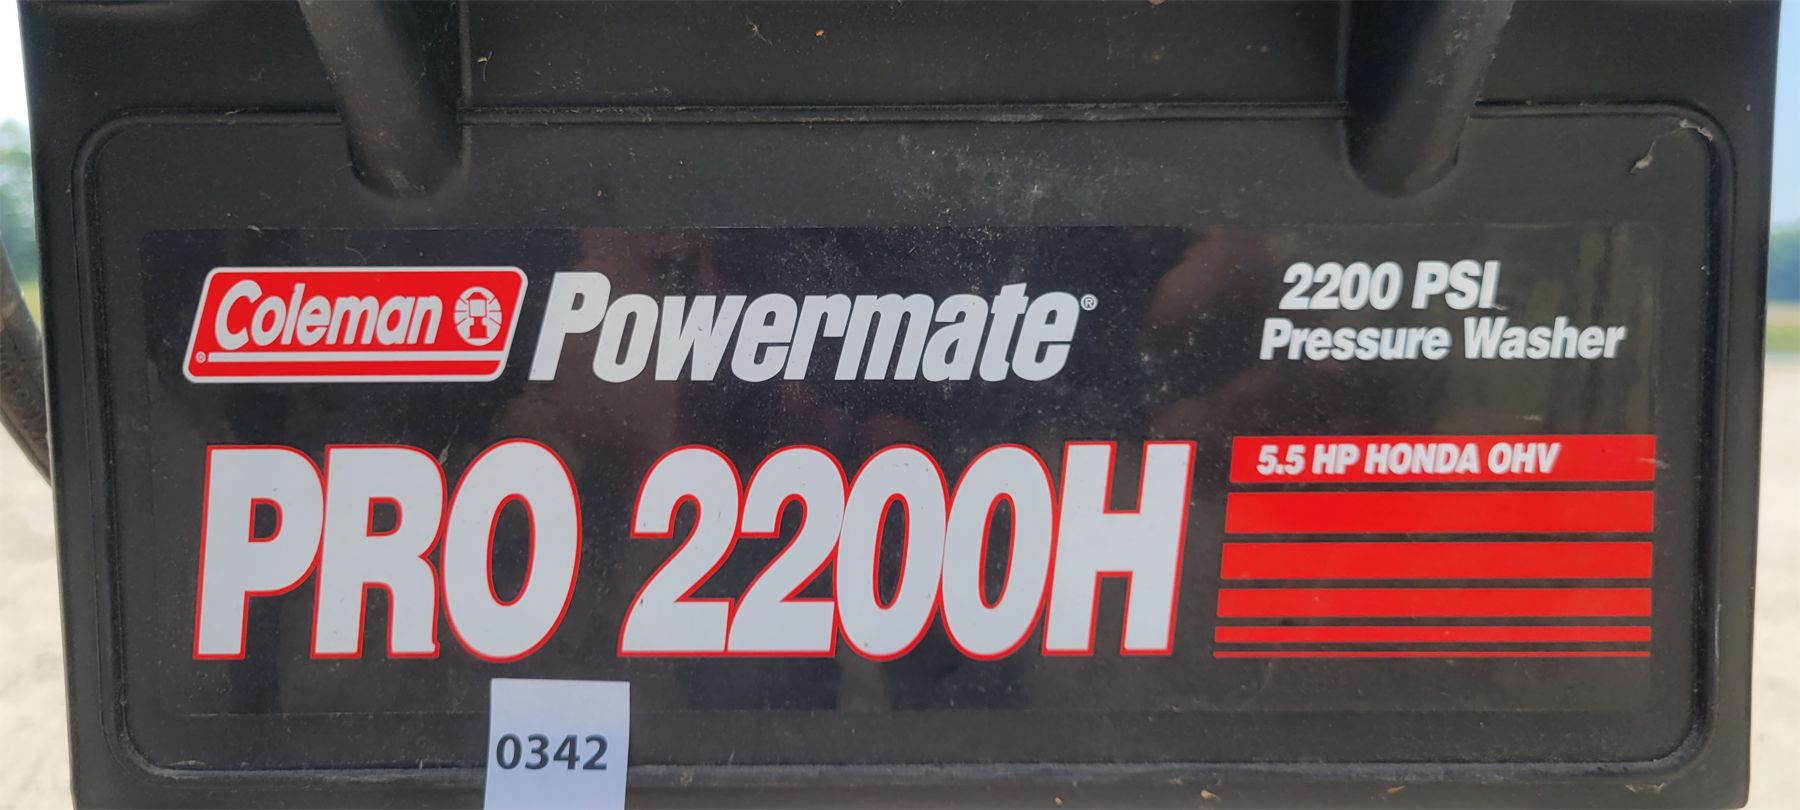 Coleman® Powermate®
2200 PSI
Pressure Washer
PRO 2200H
5.5 HP HONDA OHV
0342